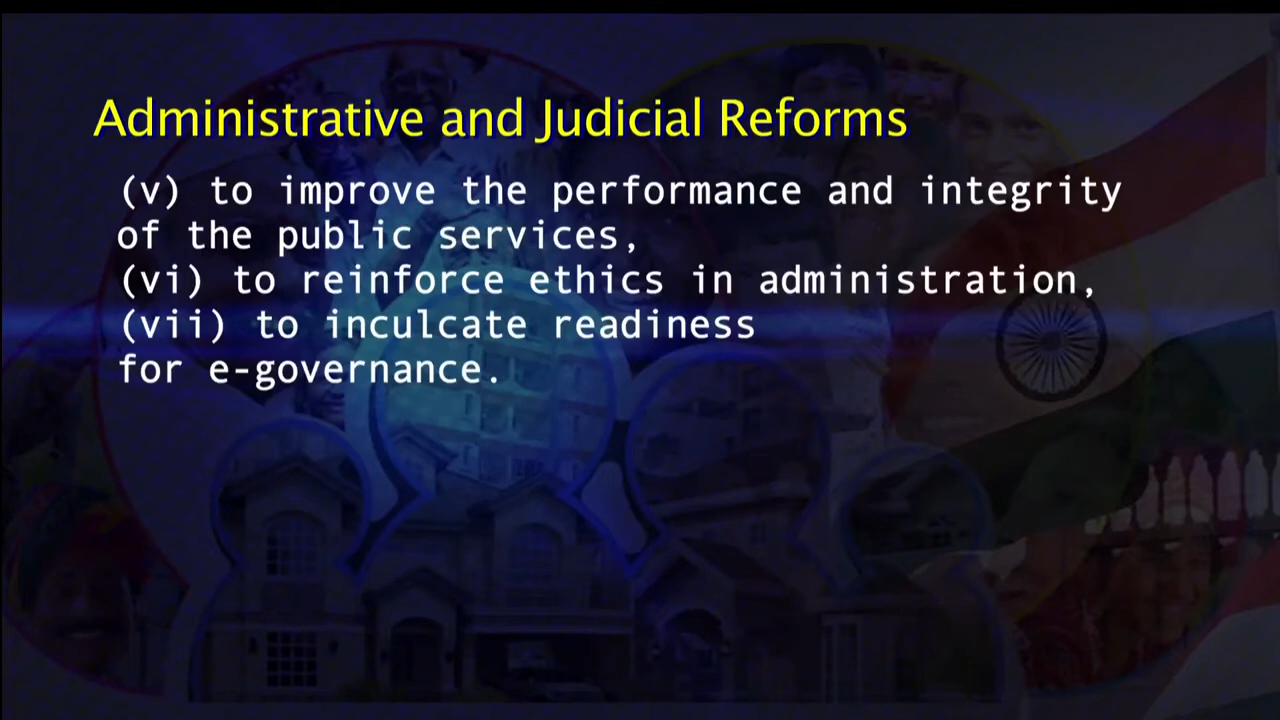 Administrative and Judicial Reforms
(v) to improve the performance and integrity
of the public services,
(vi) to reinforce ethics in administration,
(vii) to inculcate readiness
for e-governance.